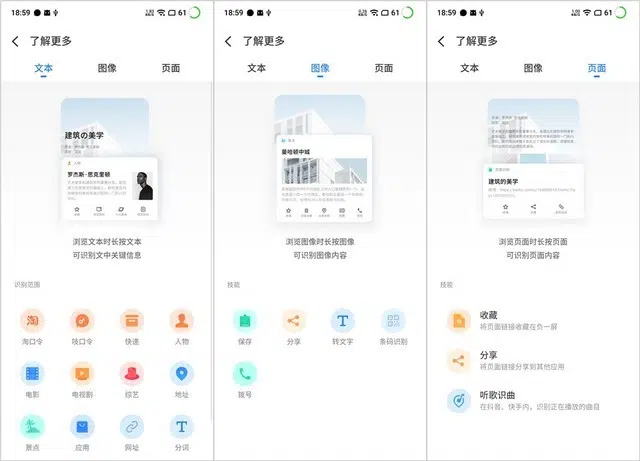 18:59
61
了解更多
文本
图像
页面
建筑の美学
人物
罗杰斯·恩克里顿
浏览文本时长按文本
可识别文中关键信息
识别范围
淘口令
吱口令
快递
人物
电影
电视剧
综艺
地址
景点
应用
网址
分词
18:59
61
了解更多
文本
图像
页面
曼哈顿中城
浏览图像时长按图像
可识别图像内容
技能
保存
分享
转文字
条码识别
拨号
18:59
61
了解更多
文本
图像
页面
建筑的美学
浏览页面时长按页面
可识别页面内容
技能
收藏
将页面链接收藏在负一屏
分享
将页面链接分享到其他应用
听歌识曲
在抖音、快手内，识别正在播放的曲目